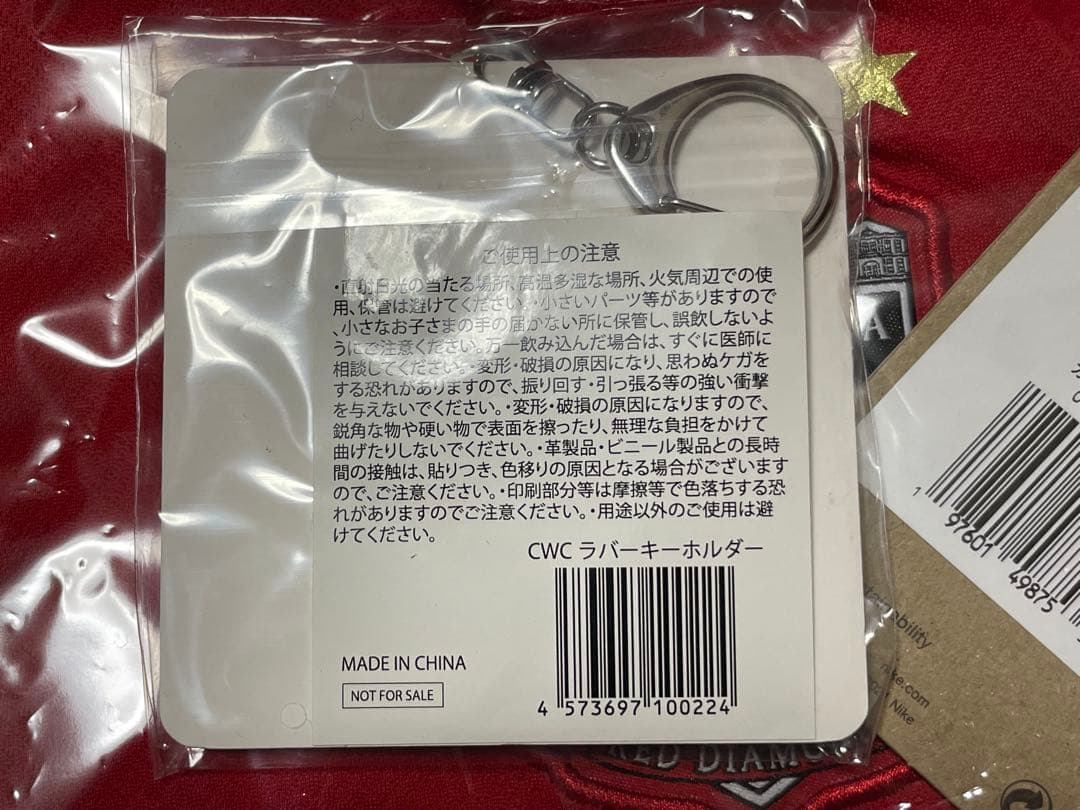 ご使用上の注意
・直射日光の当たる場所、高温多湿な場所、火気周辺での使
用、保管は避けてください。・小さいパーツ等がありますので
、小さなお子さまの手の届かない所に保管し、誤飲しないよ
うにご注意ください。万一飲み込んだ場合は、すぐに医師に
相談してください。・変形・破損の原因になり、思わぬケガを
する恐れがありますので、振り回す・引っ張る等の強い衝撃
を与えないでください。・変形・破損の原因になりますので、
鋭角な物や硬い物で表面を擦ったり、無理な負担をかけて
曲げたりしないでください。・革製品・ビニール製品との長時
間の接触は、貼りつき、色移りの原因となる場合がございます
ので、ご注意ください。・印刷部分等は摩擦等で色落ちする恐
れがありますのでご注意ください。・用途以外のご使用は避
けてください。
CWC ラバーキーホルダー
MADE IN CHINA
NOT FOR SALE
4 573697 100224
1 97601 49875
Nike
RED DIAMO
A